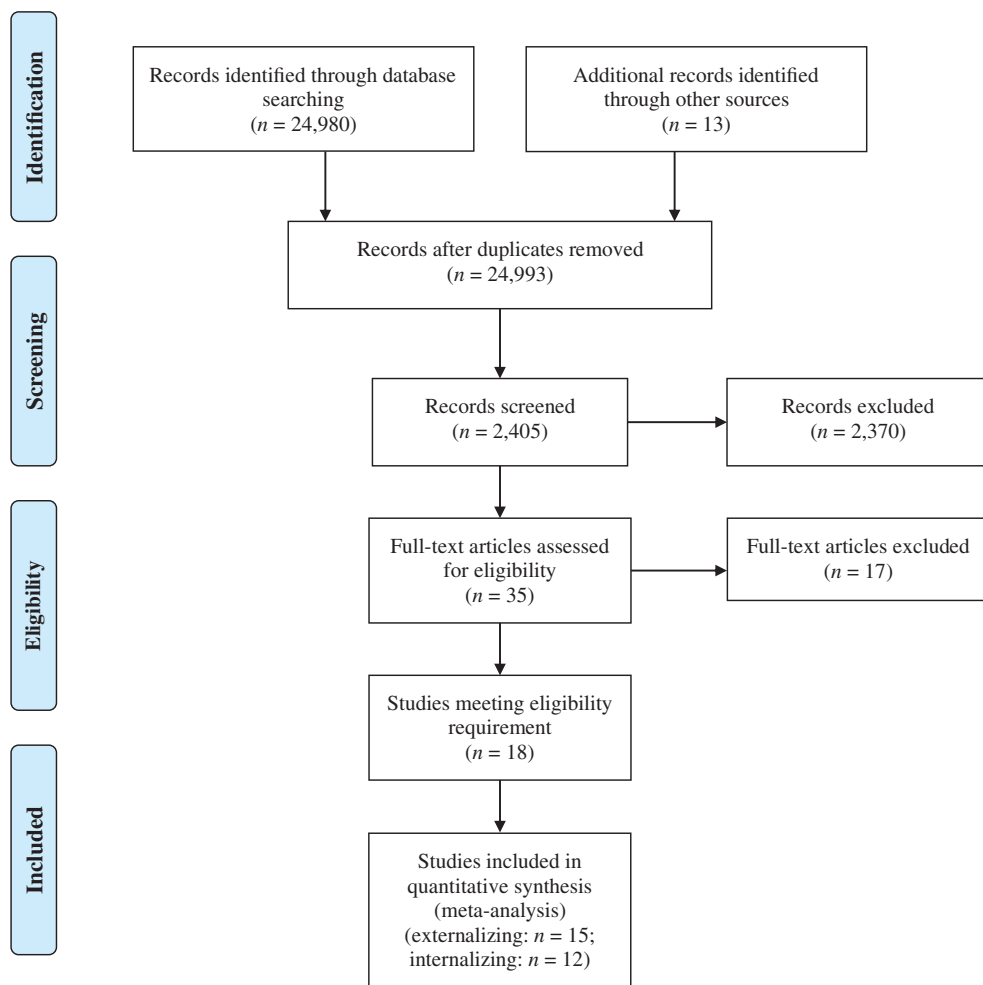 Identification
Records identified through database
searching
(n = 24,980)
Additional records identified
through other sources
(n = 13)
Records after duplicates removed
(n = 24,993)
Screening
Records screened
(n = 2,405)
Records excluded
(n = 2,370)
Eligibility
Full-text articles assessed
for eligibility
(n = 35)
Full-text articles excluded
(n = 17)
Studies meeting eligibility
requirement
(n = 18)
Included
Studies included in
quantitative synthesis
(meta-analysis)
(externalizing: n = 15;
internalizing: n = 12)